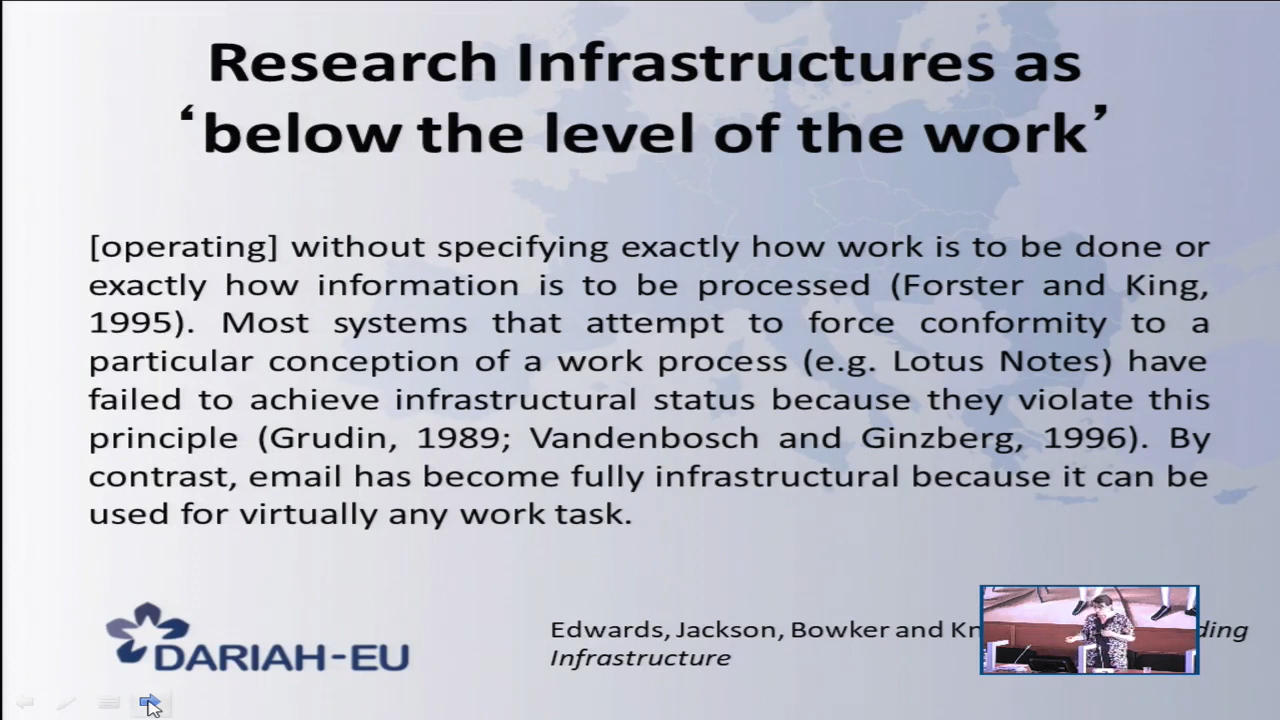 Research Infrastructures as
‘below the level of the work’
[operating] without specifying exactly how work is to be done or
exactly how information is to be processed (Forster and King,
1995). Most systems that attempt to force conformity to a
particular conception of a work process (e.g. Lotus Notes) have
failed to achieve infrastructural status because they violate this
principle (Grudin, 1989; Vandenbosch and Ginzberg, 1996). By
contrast, email has become fully infrastructural because it can be
used for virtually any work task.
DARIAH-EU
Edwards, Jackson, Bowker and
Infrastructure